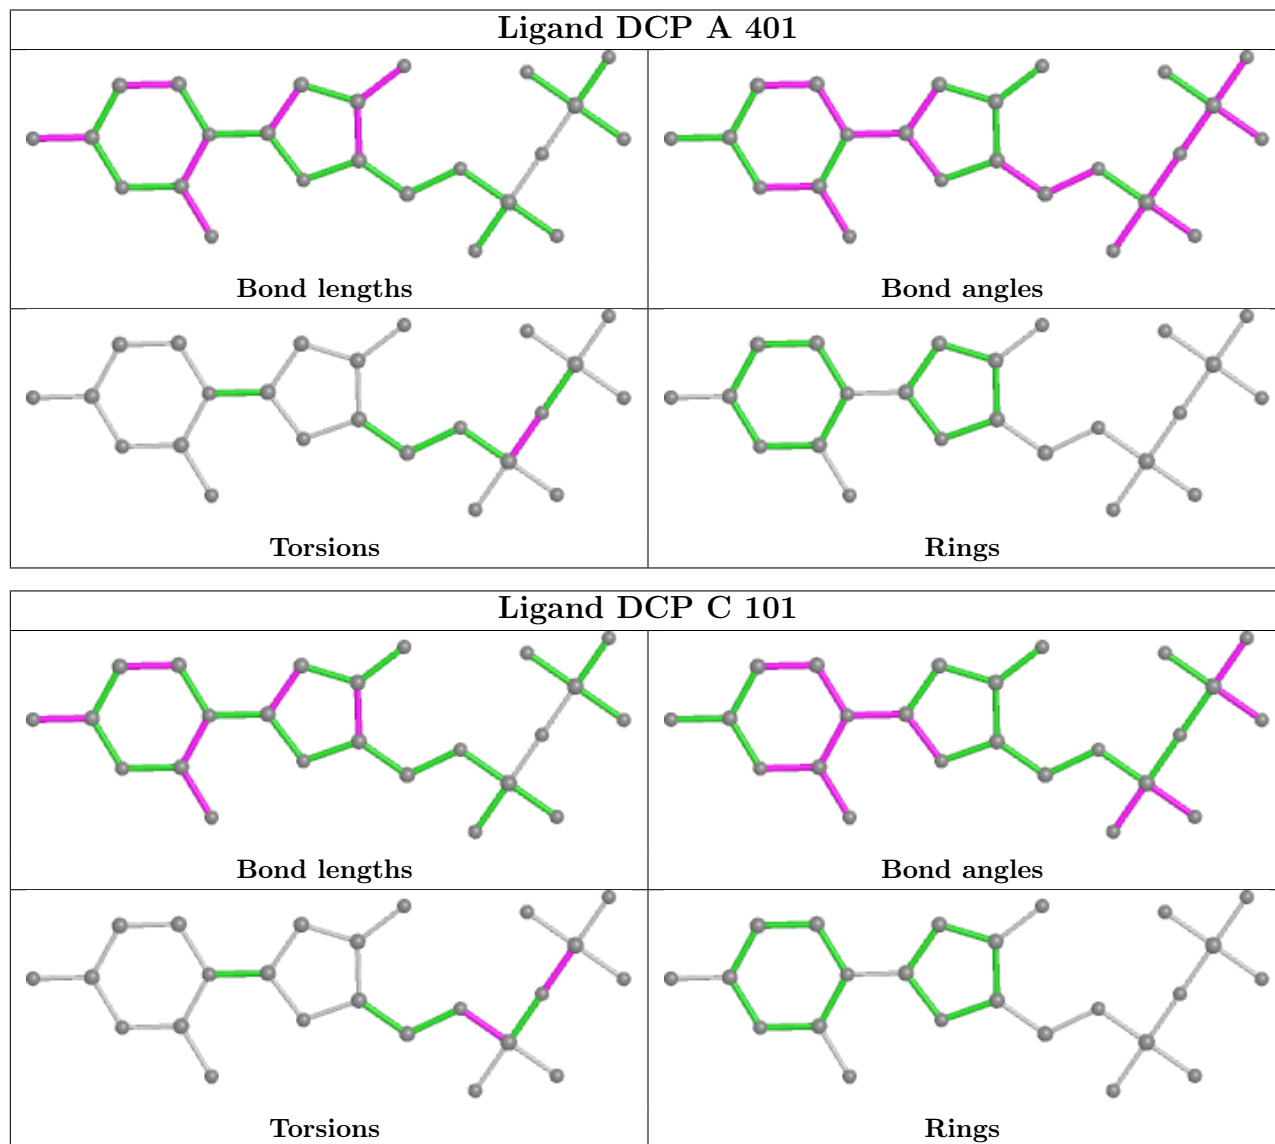 Ligand DCP A 401
Bond lengths
Bond angles
Torsions
Rings
Ligand DCP C 101
Bond lengths
Bond angles
Torsions
Rings